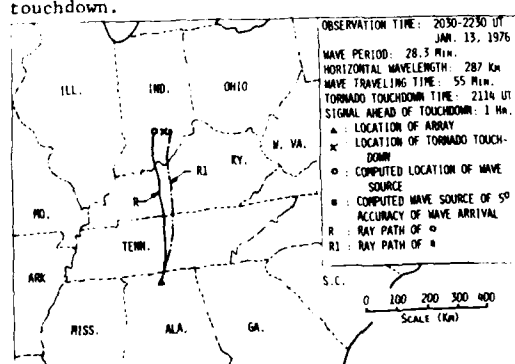 touchdown.
OBSERVATION TIME: 2030-2230 UT
JAN. 13, 1976
WAVE PERIOD: 28.3 MIN.
HORIZONTAL WAVELENGTH: 287 KM
WAVE TRAVELING TIME: 55 MIN.
TORNADO TOUCHDOWN TIME: 2114 UT
SIGNAL AHEAD OF TOUCHDOWN: 1 HR.
▲ : LOCATION OF ARRAY
× : LOCATION OF TORNADO TOUCH-
DOWN
o : COMPUTED LOCATION OF WAVE
SOURCE
■ : COMPUTED WAVE SOURCE OF 5°
ACCURACY OF WAVE ARRIVAL
R : RAY PATH OF o
R1 : RAY PATH OF ■
ILL.
IND.
OHIO
W. VA.
KY.
R1
R
MO.
TENN.
ARK
S.C.
MISS.
ALA.
GA.
0 100 200 300 400
SCALE (KM)